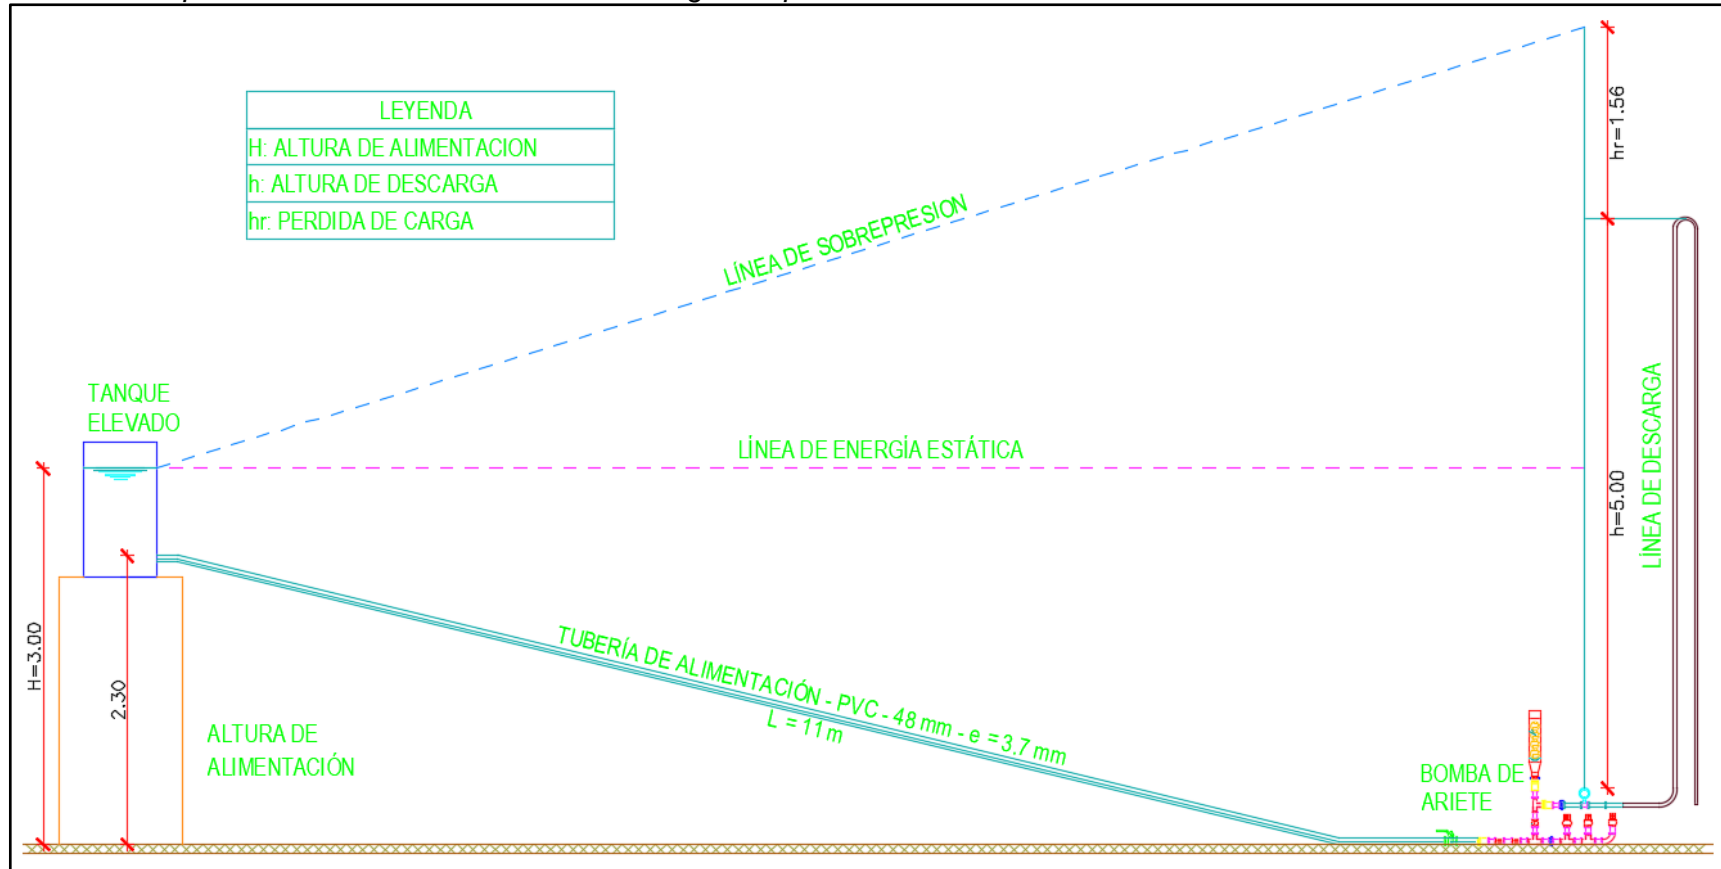 hr=1.56
LEYENDA
H: ALTURA DE ALIMENTACION
h: ALTURA DE DESCARGA
hr: PERDIDA DE CARGA
LÍNEA DE SOBREPRESION
TANQUE
ELEVADO
LÍNEA DE ENERGÍA ESTÁTICA
h=5.00
LÍNEA DE DESCARGA
H=3.00
2.30
TUBERÍA DE ALIMENTACIÓN - PVC - 48 mm - e =3.7 mm
L = 11 m
ALTURA DE
ALIMENTACIÓN
BOMBA DE
ARIETE